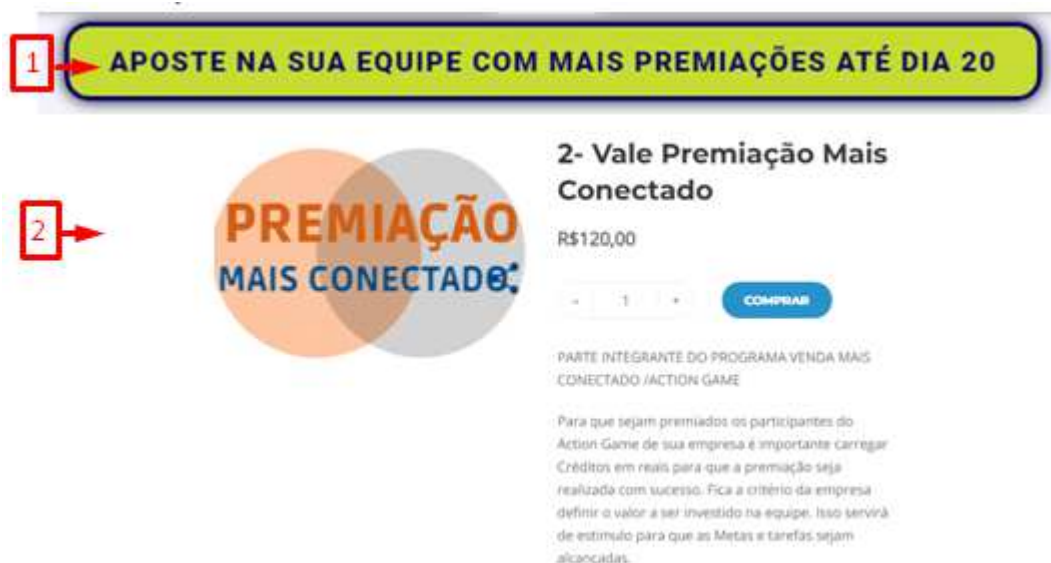 1
APOSTE NA SUA EQUIPE COM MAIS PREMIAÇÕES ATÉ DIA 20
2
PREMIAÇÃO
MAIS CONECTADO
2- Vale Premiação Mais
Conectado
R$120,00
- 1 +
COMPRAR
PARTE INTEGRANTE DO PROGRAMA VENDA MAIS
CONECTADO /ACTION GAME
Para que sejam premiados os participantes do
Action Game de sua empresa é importante carregar
Créditos em reais para que a premiação seja
realizada com sucesso. Fica a critério da empresa
definir o valor a ser investido na equipe. Isso servirá
de estimulo para que as Metas e tarefas sejam
alcançadas.